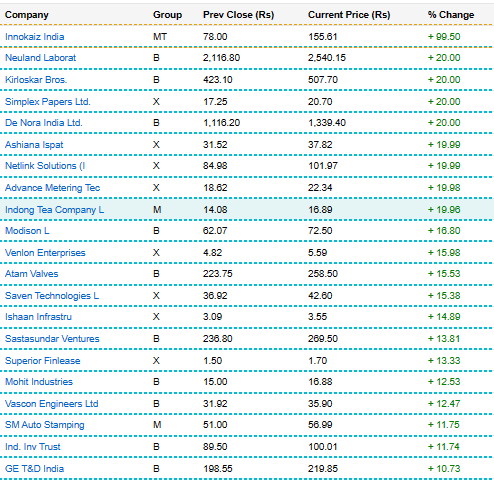 Company Group Prev Close (Rs) Current Price (Rs) % Change
Innokaiz India MT 78.00 155.61 + 99.50
Neuland Laborat B 2,116.80 2,540.15 + 20.00
Kirloskar Bros. B 423.10 507.70 + 20.00
Simplex Papers Ltd. X 17.25 20.70 + 20.00
De Nora India Ltd. B 1,116.20 1,339.40 + 20.00
Ashiana Ispat X 31.52 37.82 + 19.99
Netlink Solutions (I X 84.98 101.97 + 19.99
Advance Metering Tec X 18.62 22.34 + 19.98
Indong Tea Company L M 14.08 16.89 + 19.96
Modison L B 62.07 72.50 + 16.80
Venlon Enterprises X 4.82 5.59 + 15.98
Atam Valves B 223.75 258.50 + 15.53
Saven Technologies L X 36.92 42.60 + 15.38
Ishaan Infrastru X 3.09 3.55 + 14.89
Sastasundar Ventures B 236.80 269.50 + 13.81
Superior Finlease X 1.50 1.70 + 13.33
Mohit Industries B 15.00 16.88 + 12.53
Vascon Engineers Ltd B 31.92 35.90 + 12.47
SM Auto Stamping M 51.00 56.99 + 11.75
Ind. Inv Trust B 89.50 100.01 + 11.74
GE T&D India B 198.55 219.85 + 10.73